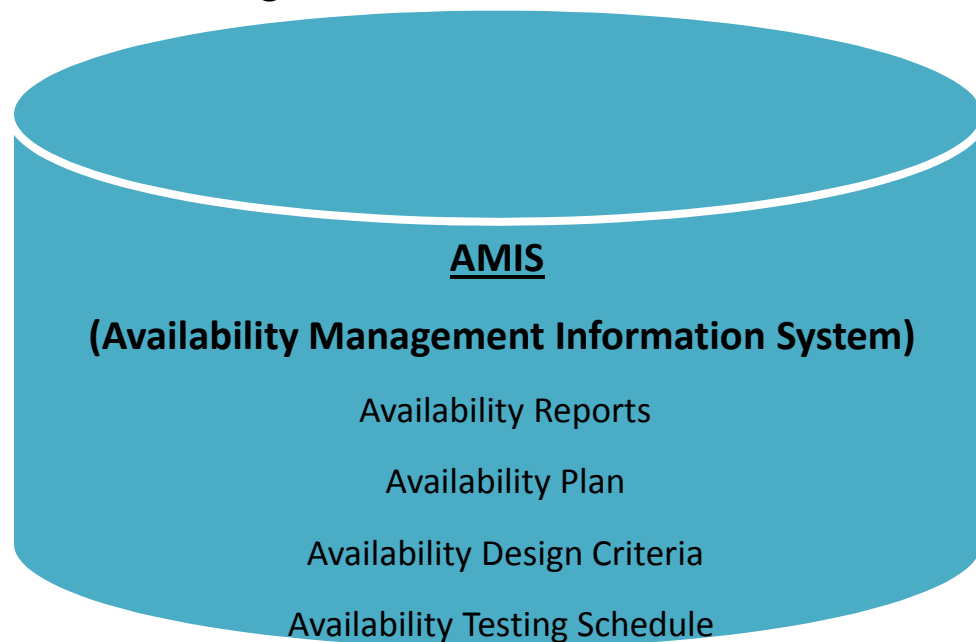 AMIS
(Availability Management Information System)
Availability Reports
Availability Plan
Availability Design Criteria
Availability Testing Schedule